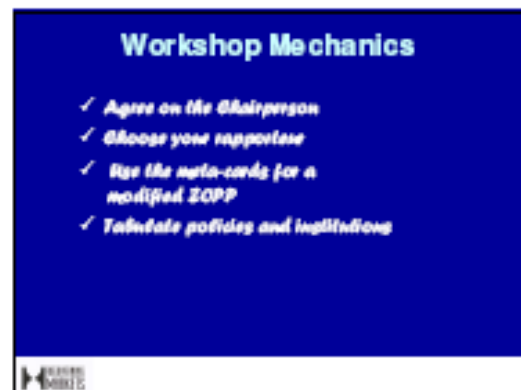 Workshop Mechanics
✓ Agree on the Chairperson
✓ Choose your rapporteur
✓ Use the meta-cards for a
modified ZOPP
✓ Tabulate policies and institutions